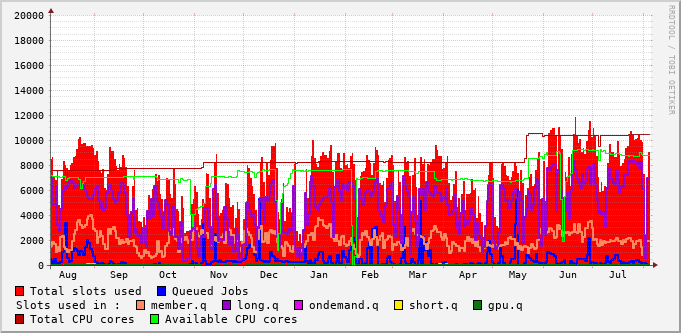 RRDTOOL / TOBI OETIKER
20000
18000
16000
14000
12000
10000
8000
6000
4000
2000
0
Aug Sep Oct Nov Dec Jan Feb Mar Apr May Jun Jul
Total slots used Queued Jobs
Slots used in : member.q long.q ondemand.q short.q gpu.q
Total CPU cores Available CPU cores